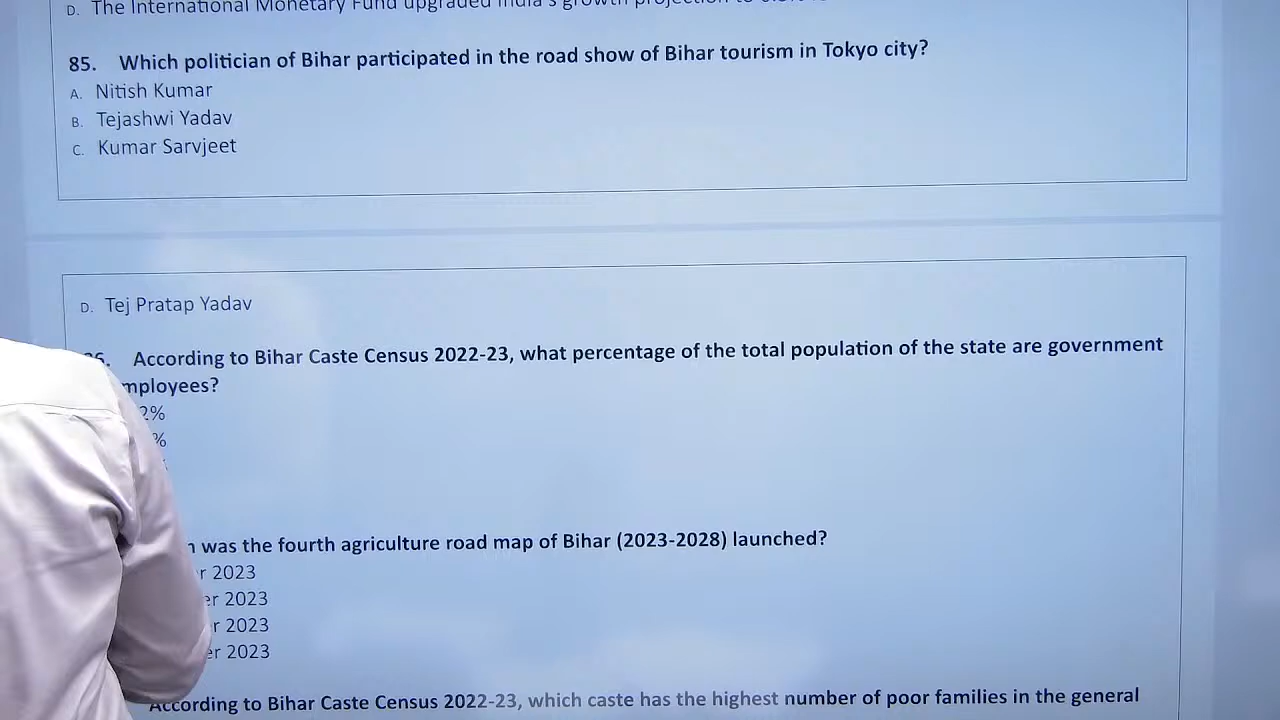 D. The International Monetary Fund upgraded India's growth projection to
85. Which politician of Bihar participated in the road show of Bihar tourism in Tokyo city?
A. Nitish Kumar
B. Tejashwi Yadav
C. Kumar Sarvjeet
D. Tej Pratap Yadav
According to Bihar Caste Census 2022-23, what percentage of the total population of the state are government
mployees?
2%
%
was the fourth agriculture road map of Bihar (2023-2028) launched?
r 2023
er 2023
r 2023
er 2023
According to Bihar Caste Census 2022-23, which caste has the highest number of poor families in the general